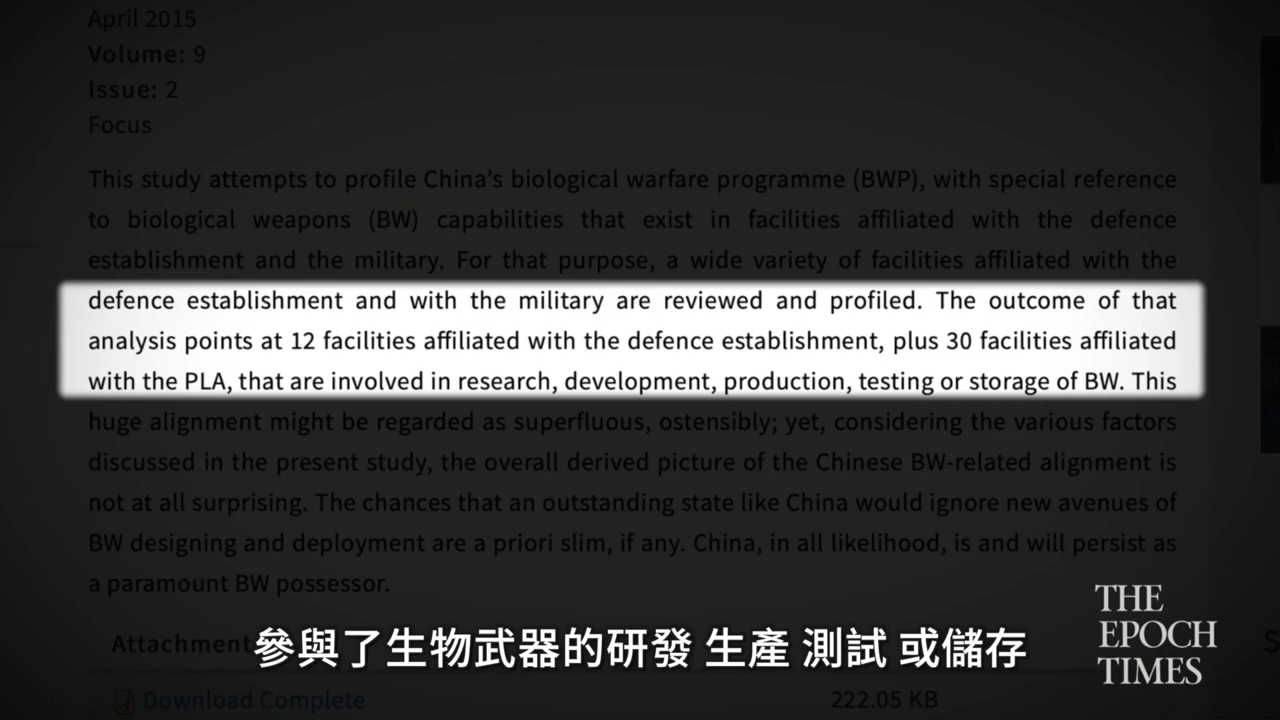 April 2015
Volume: 9
Issue: 2
Focus
This study attempts to profile China’s biological warfare programme (BWP), with special reference
to biological weapons (BW) capabilities that exist in facilities affiliated with the defence
establishment and the military. For that purpose, a wide variety of facilities affiliated with the
defence establishment and with the military are reviewed and profiled. The outcome of that
analysis points at 12 facilities affiliated with the defence establishment, plus 30 facilities affiliated
with the PLA, that are involved in research, development, production, testing or storage of BW. This
huge alignment might be regarded as superfluous, ostensibly; yet, considering the various factors
discussed in the present study, the overall derived picture of the Chinese BW-related alignment is
not at all surprising. The chances that an outstanding state like China would ignore new avenues of
BW designing and deployment are a priori slim, if any. China, in all likelihood, is and will persist as
a paramount BW possessor.
Attachment
參與了生物武器的研發 生產 測試 或儲存
Download Complete
222.05 KB
THE
EPOCH
TIMES